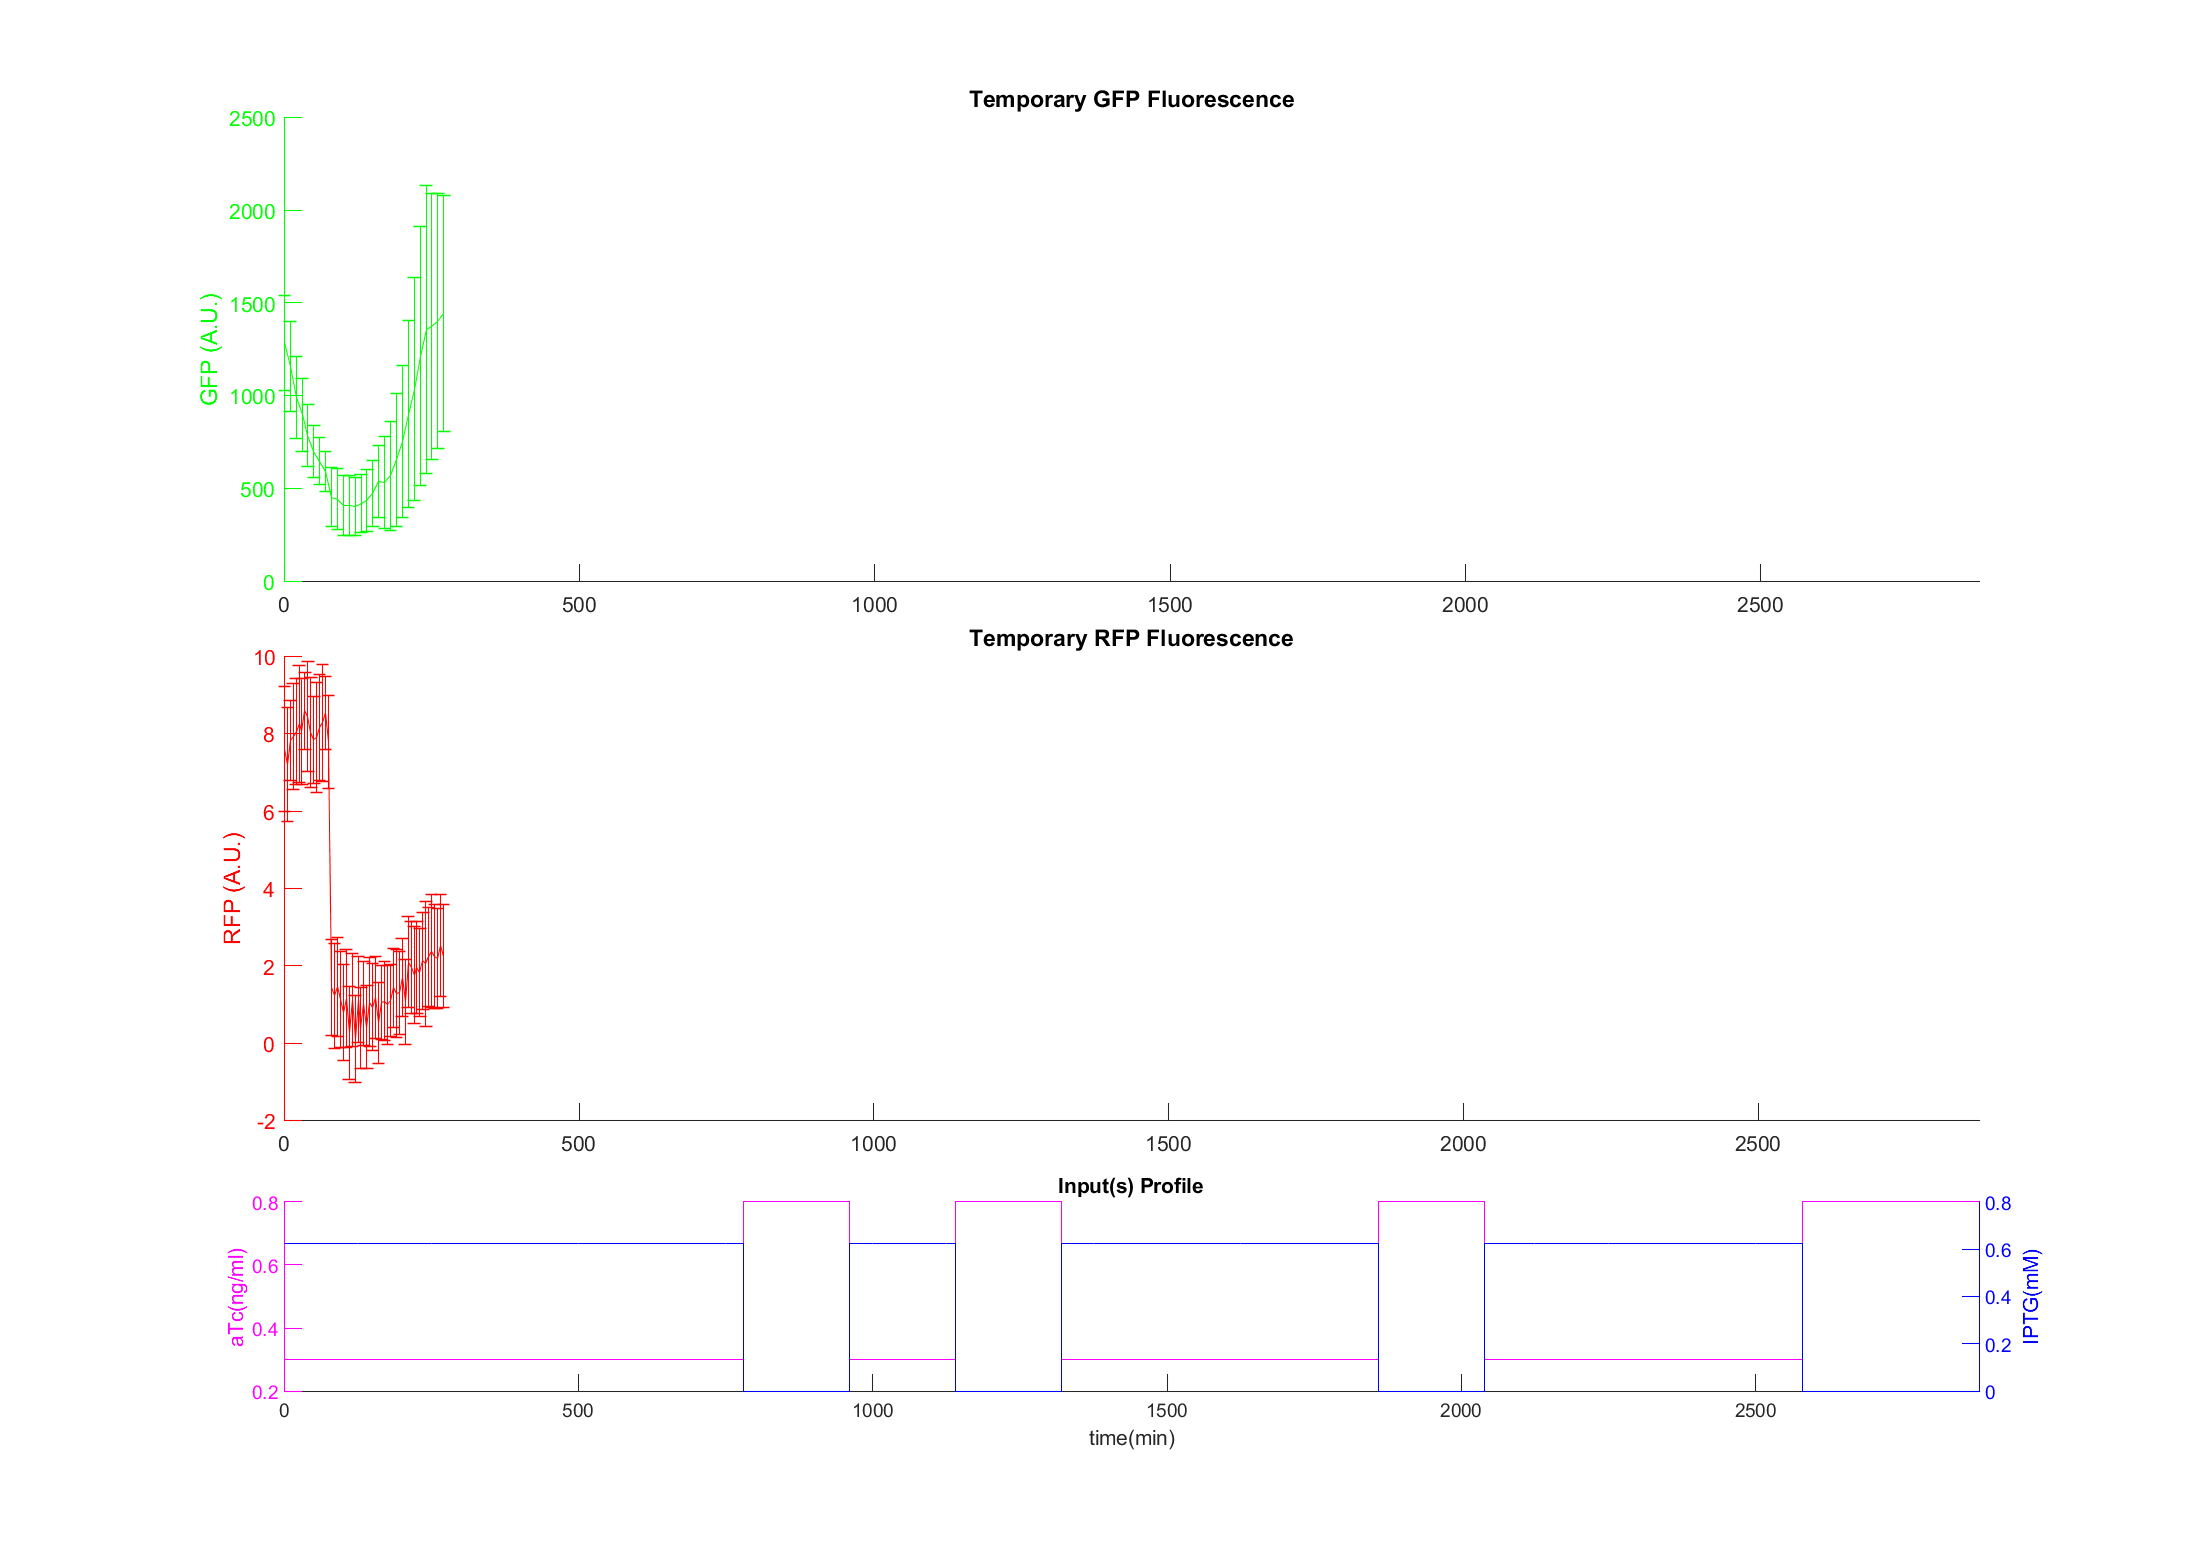 Temporary GFP Fluorescence
2500
2000
1500
1000
500
0
GFP (A.U.)
0 500 1000 1500 2000 2500
Temporary RFP Fluorescence
10
8
6
4
2
0
-2
RFP (A.U.)
0 500 1000 1500 2000 2500
Input(s) Profile
0.8
0.6
0.4
0.2
aTc(ng/ml)
0.8
0.6
0.4
0.2
0
IPTG(mM)
0 500 1000 1500 2000 2500
time(min)